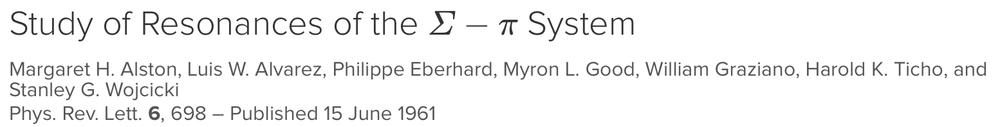 Study of Resonances of the Σ − π System
Margaret H. Alston, Luis W. Alvarez, Philippe Eberhard, Myron L. Good, William Graziano, Harold K. Ticho, and
Stanley G. Wojcicki
Phys. Rev. Lett. 6, 698 – Published 15 June 1961